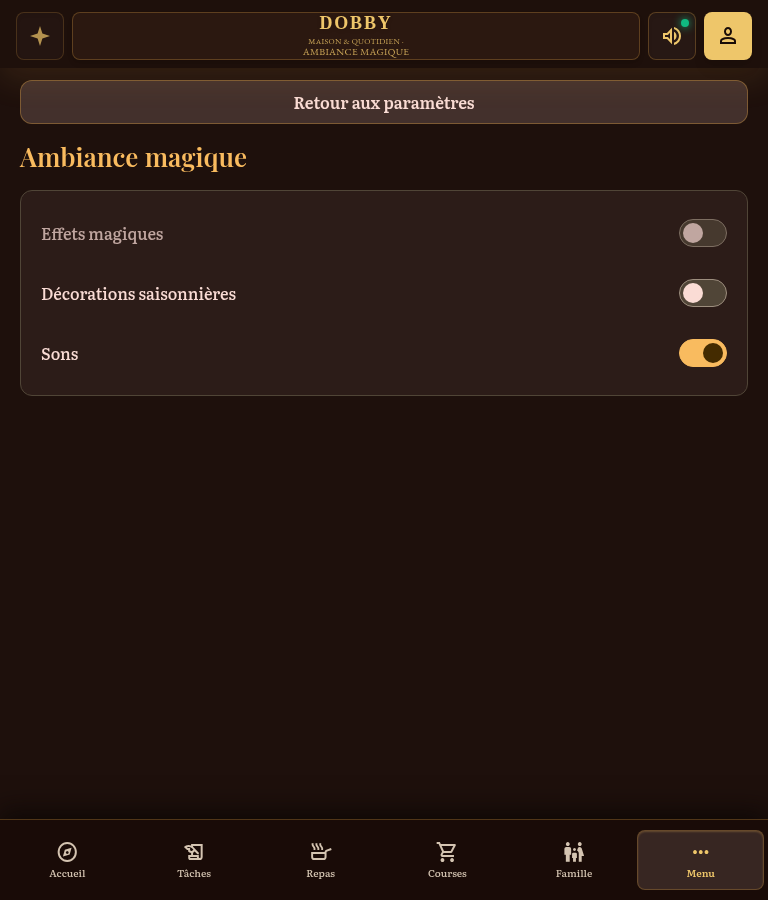 DOBBY
MAISON & QUOTIDIEN ·
AMBIANCE MAGIQUE
Retour aux paramètres
Ambiance magique
Effets magiques
Décorations saisonnières
Sons
Accueil
Tâches
Repas
Courses
Famille
Menu